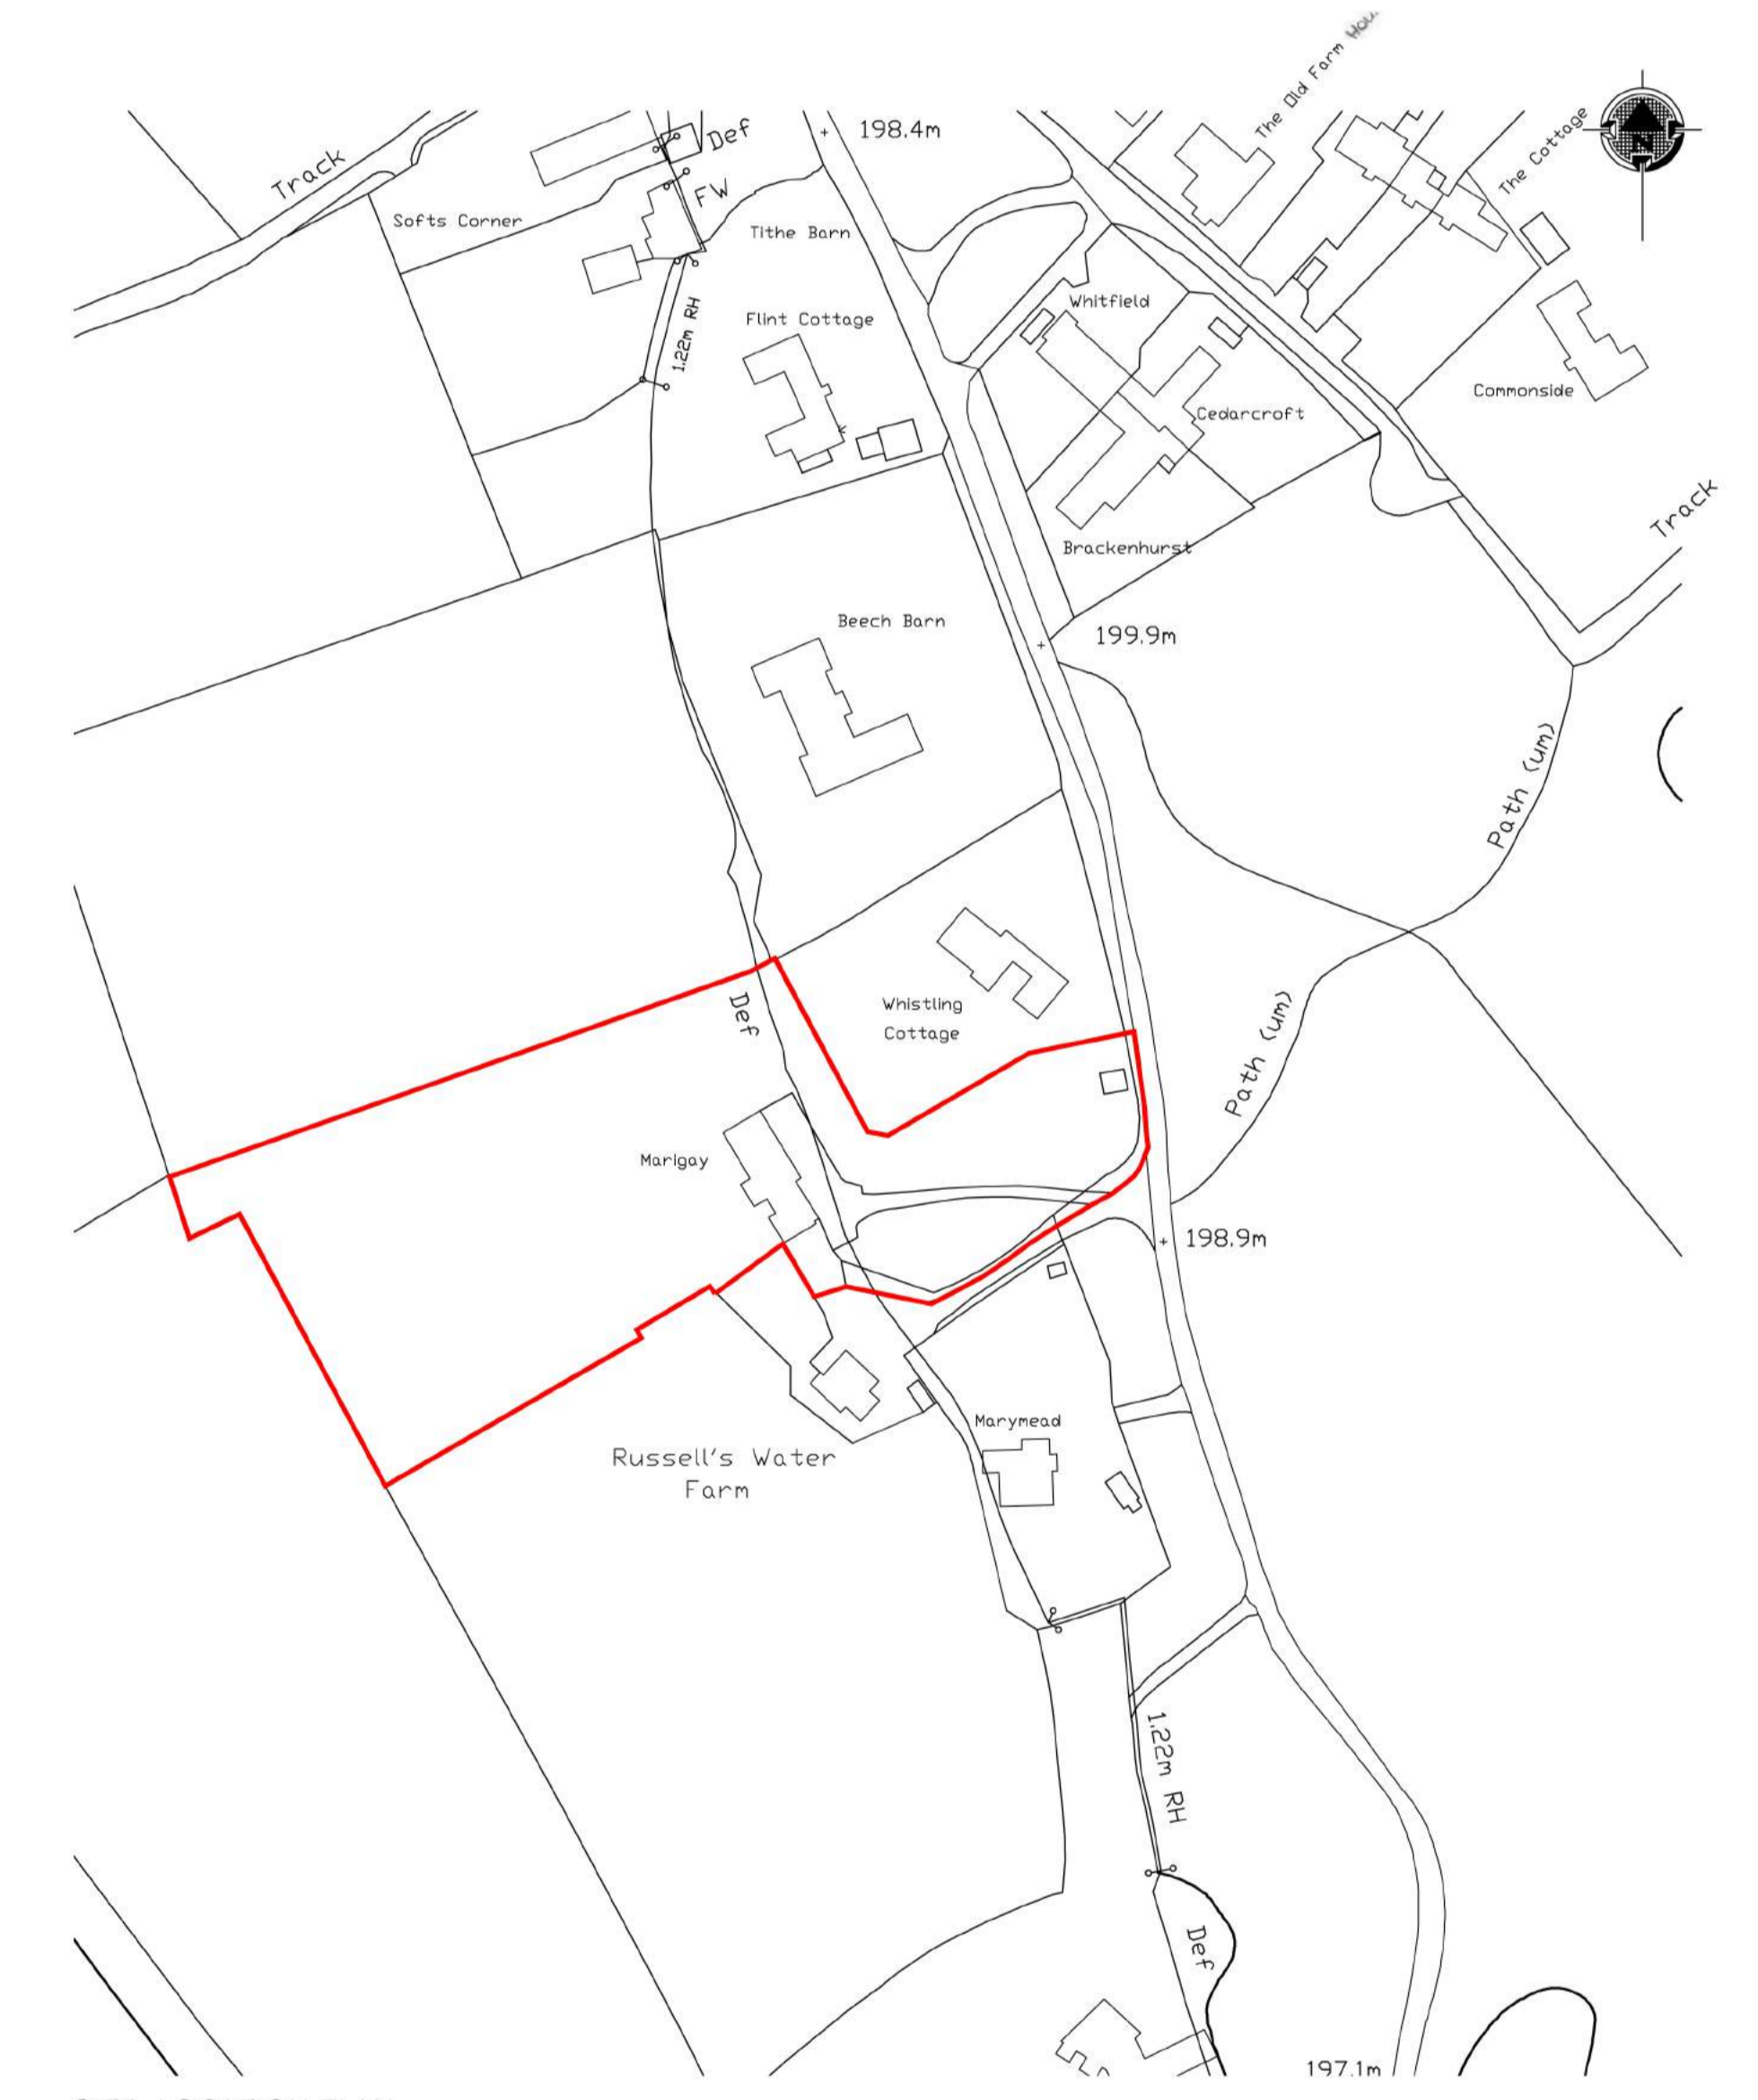 The Old Farm
The Cottage
N
198.4m
Def
Track
FW
Softs Corner
Tithe Barn
Whitfield
1.22m RH
Flint Cottage
Commonside
Cedarcroft
Track
Brackenhurst
Beech Barn
199.9m
Path (um)
Def
Whistling
Cottage
Path (um)
Marigay
198.9m
Marymead
Russell's Water
Farm
1.22m RH
Def
197.1m